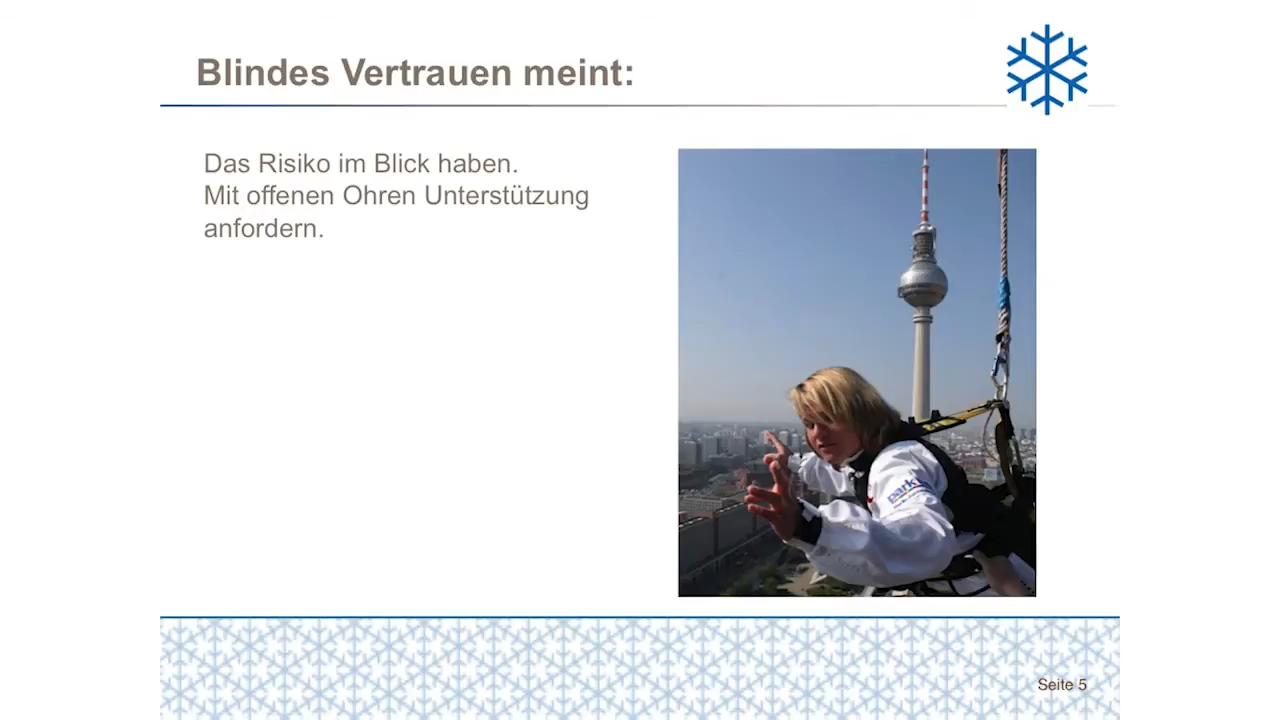 Blindes Vertrauen meint:
Das Risiko im Blick haben.
Mit offenen Ohren Unterstützung
anfordern.
Seite 5